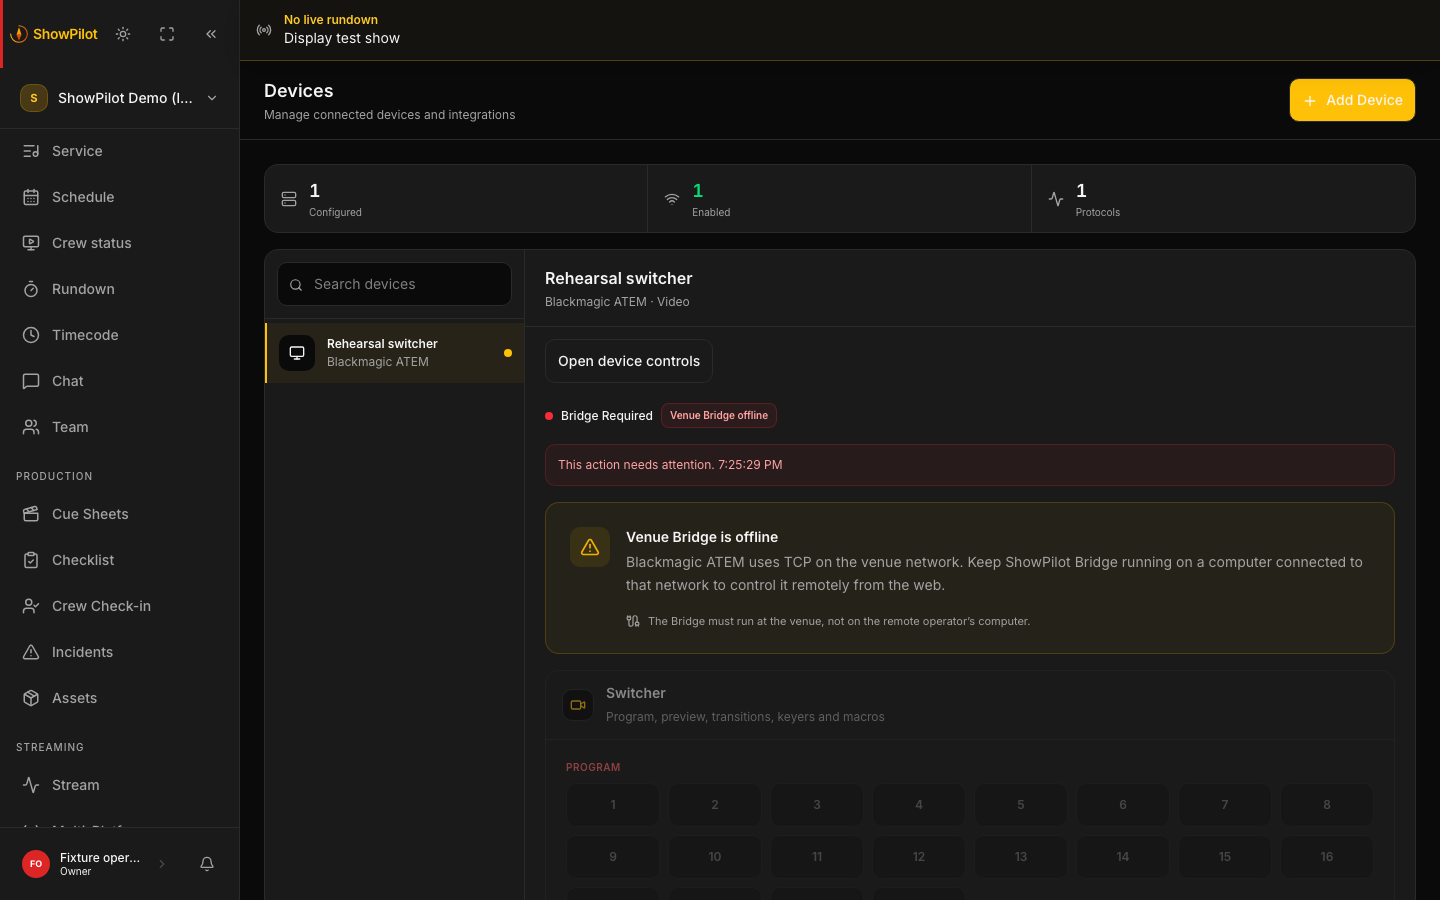 ShowPilot
S
ShowPilot Demo (I...
Service
Schedule
Crew status
Rundown
Timecode
Chat
Team
PRODUCTION
Cue Sheets
Checklist
Crew Check-in
Incidents
Assets
STREAMING
Stream
FO
Fixture oper...
Owner
No live rundown
Display test show
Devices
Manage connected devices and integrations
Add Device
1
Configured
1
Enabled
1
Protocols
Search devices
Rehearsal switcher
Blackmagic ATEM
Rehearsal switcher
Blackmagic ATEM · Video
Open device controls
Bridge Required
Venue Bridge offline
This action needs attention. 7:25:29 PM
Venue Bridge is offline
Blackmagic ATEM uses TCP on the venue network. Keep ShowPilot Bridge running on a computer connected to
that network to control it remotely from the web.
The Bridge must run at the venue, not on the remote operator’s computer.
Switcher
Program, preview, transitions, keyers and macros
PROGRAM
1 2 3 4 5 6 7 8
9 10 11 12 13 14 15 16